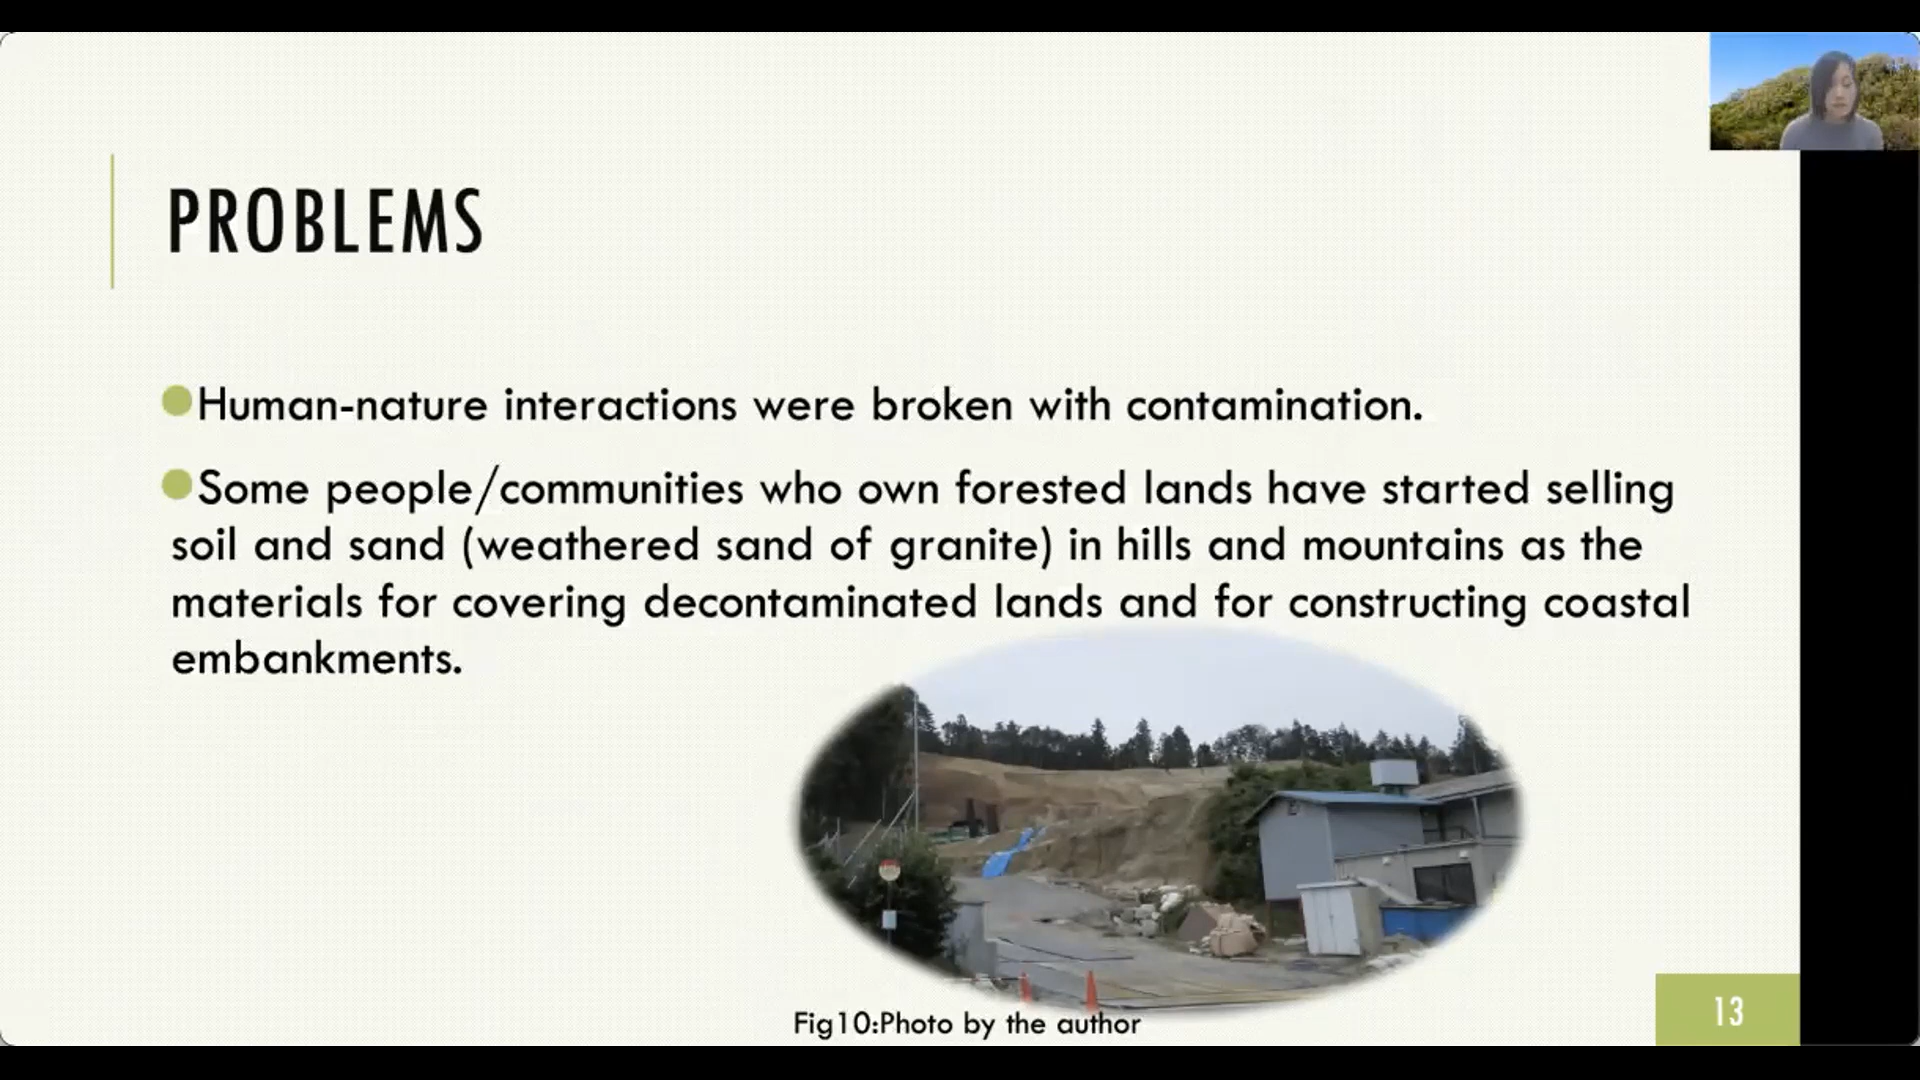 PROBLEMS
Human-nature interactions were broken with contamination.
Some people/communities who own forested lands have started selling
soil and sand (weathered sand of granite) in hills and mountains as the
materials for covering decontaminated lands and for constructing coastal
embankments.
Fig10:Photo by the author
13